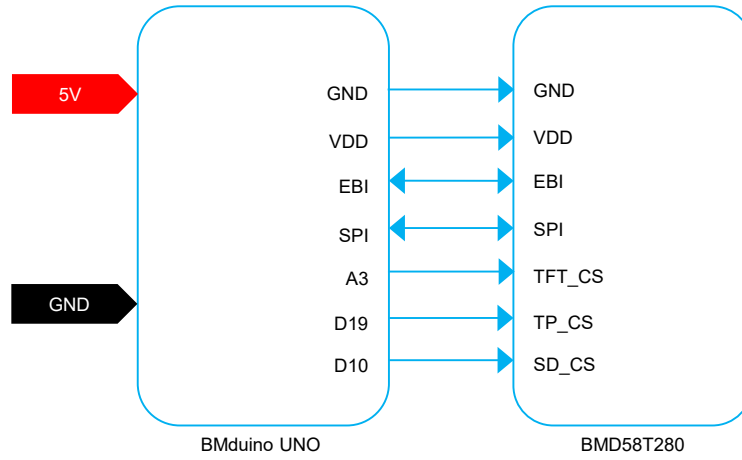 5V
GND
GND
VDD
EBI
SPI
A3
D19
D10
BMduino UNO
GND
VDD
EBI
SPI
TFT_CS
TP_CS
SD_CS
BMD58T280